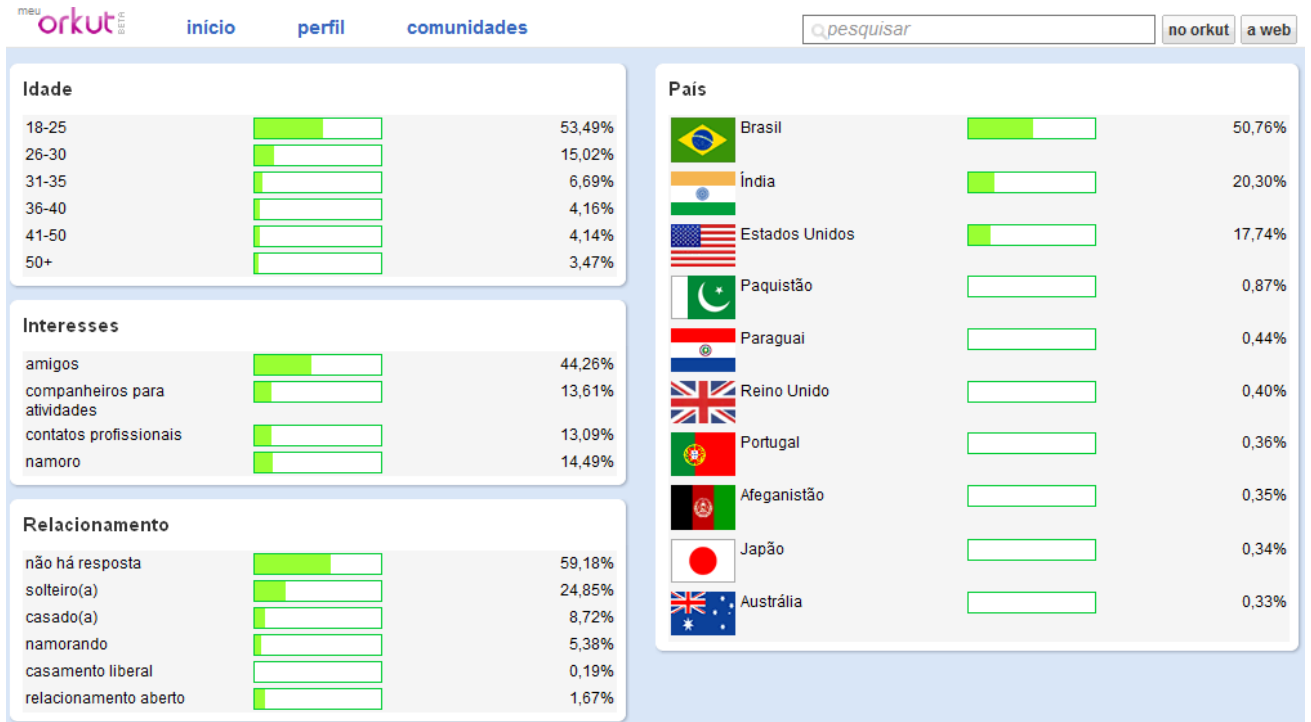 meu
orkut BETA
início perfil comunidades
pesquisar
no orkut a web
Idade
18-25 53,49%
26-30 15,02%
31-35 6,69%
36-40 4,16%
41-50 4,14%
50+ 3,47%
Interesses
amigos 44,26%
companheiros para 13,61%
atividades
contatos profissionais 13,09%
namoro 14,49%
Relacionamento
não há resposta 59,18%
solteiro(a) 24,85%
casado(a) 8,72%
namorando 5,38%
casamento liberal 0,19%
relacionamento aberto 1,67%
País
Brasil 50,76%
Índia 20,30%
Estados Unidos 17,74%
Paquistão 0,87%
Paraguai 0,44%
Reino Unido 0,40%
Portugal 0,36%
Afeganistão 0,35%
Japão 0,34%
Austrália 0,33%